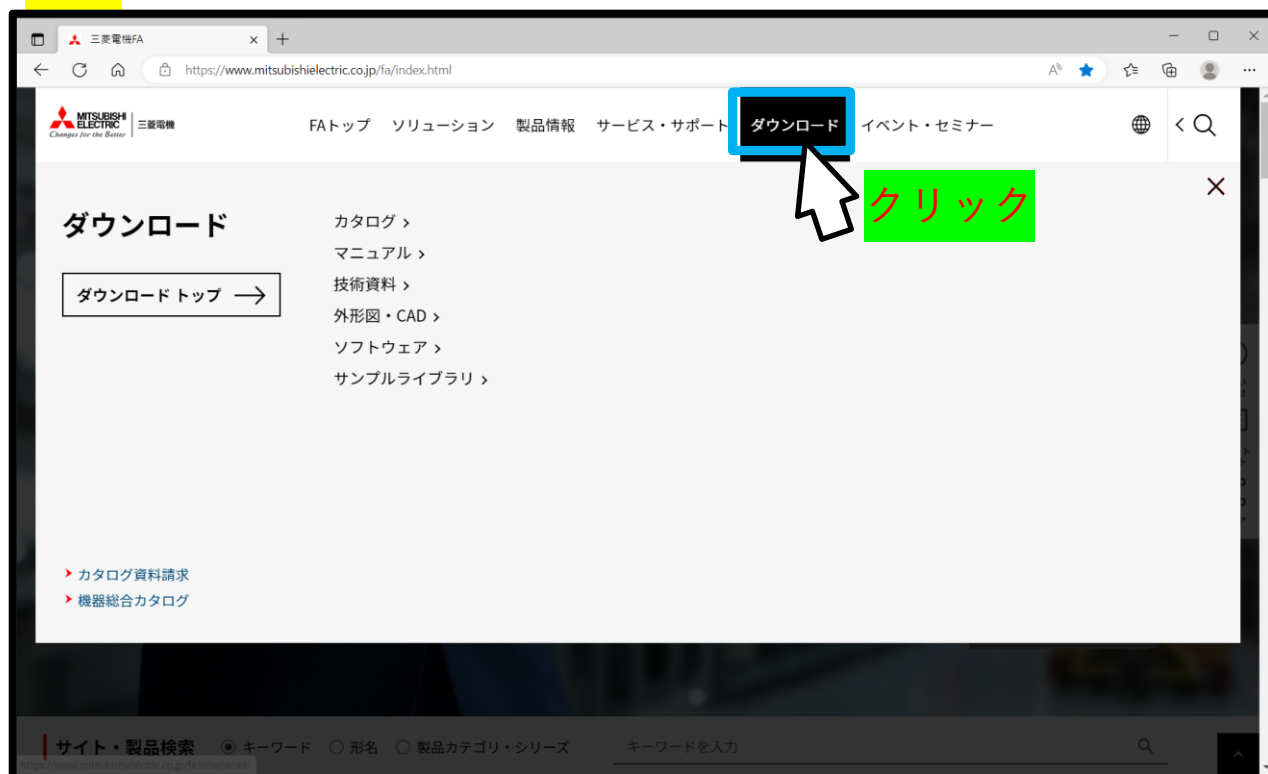 三菱電機FA
https://www.mitsubishielectric.co.jp/fa/index.html
MITSUBISHI ELECTRIC 三菱電機
Changes for the Better
FAトップ ソリューション 製品情報 サービス・サポート ダウンロード イベント・セミナー
クリック
ダウンロード
ダウンロード トップ
カタログ
マニュアル
技術資料
外形図・CAD
ソフトウェア
サンプルライブラリ
カタログ資料請求
機器総合カタログ
サイト・製品検索 キーワード 形名 製品カテゴリ・シリーズ キーワードを入力
https://www.mitsubishielectric.co.jp/fa/download/